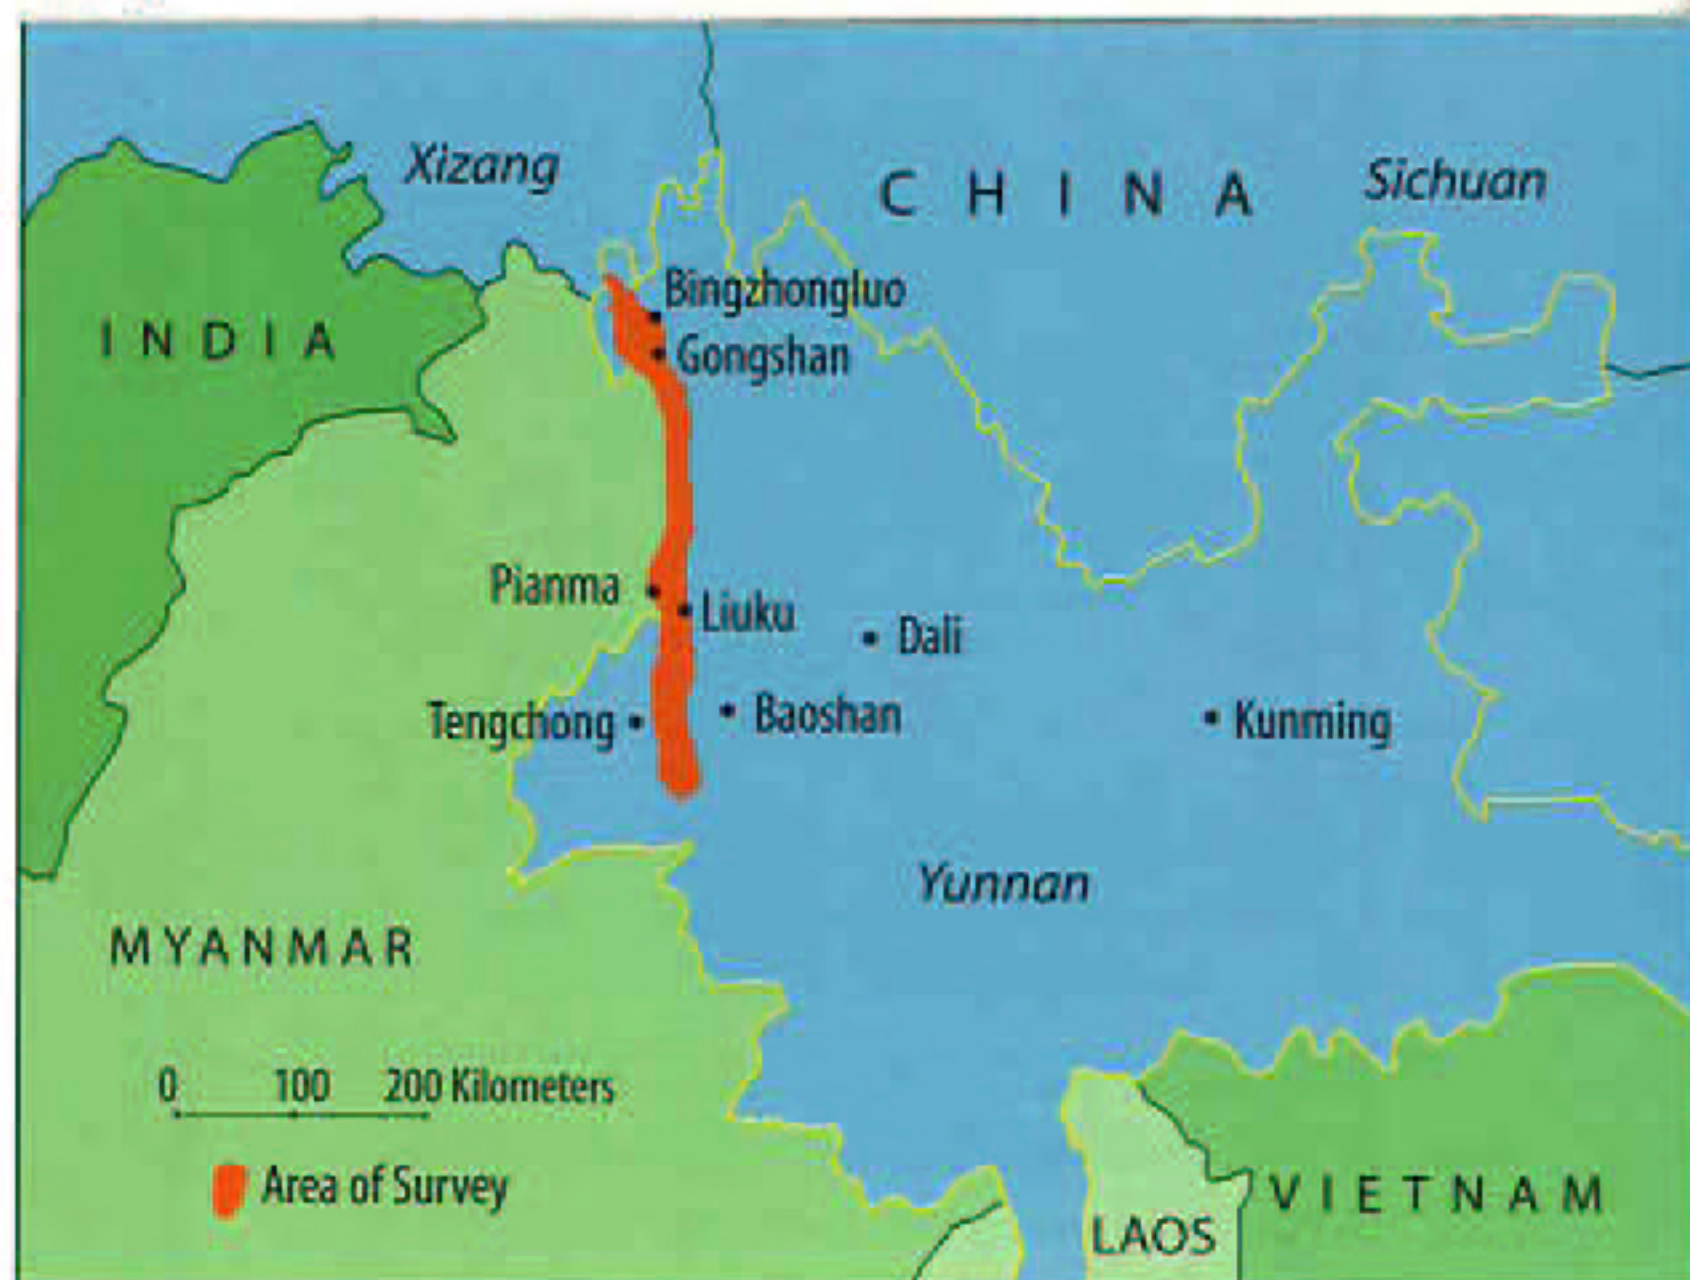 Xizang
CHINA
Sichuan
Bingzhongluo
INDIA
Gongshan
Pianma
Liuku
Dali
Tengchong
Baoshan
Kunming
Yunnan
MYANMAR
0 100 200 Kilometers
Area of Survey
VIETNAM
LAOS